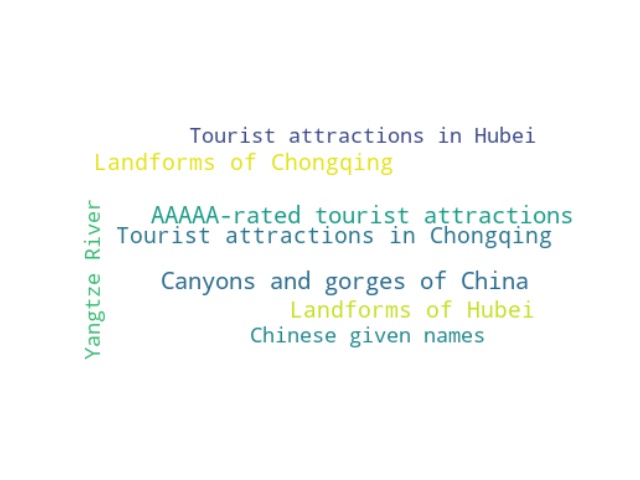 Tourist attractions in Hubei
Landforms of Chongqing
AAAAA-rated tourist attractions
Tourist attractions in Chongqing
Yangtze River
Canyons and gorges of China
Landforms of Hubei
Chinese given names